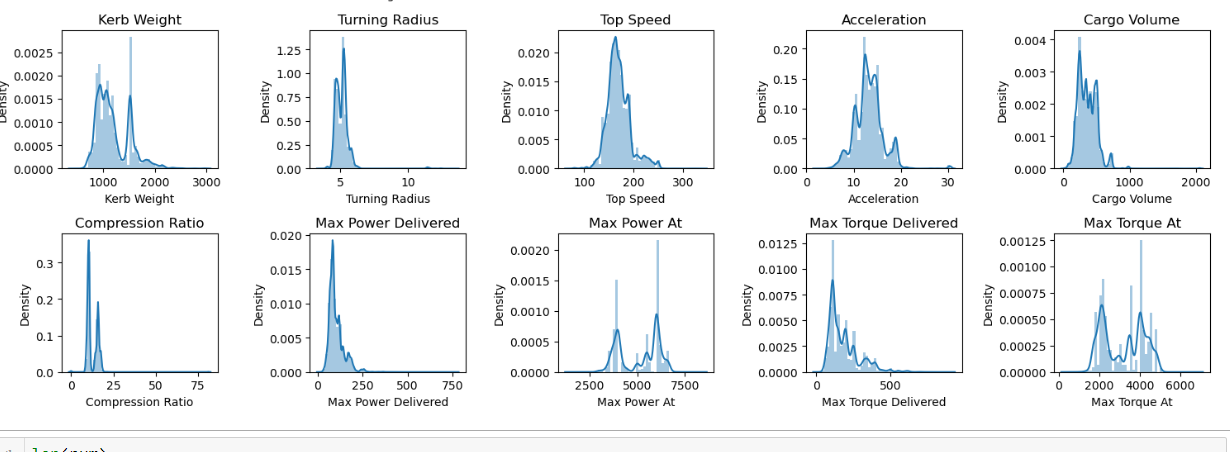 Kerb Weight
Turning Radius
Top Speed
Acceleration
Cargo Volume
0.0025
0.0020
0.0015
0.0010
0.0005
0.0000
Density
1000 2000 3000
Kerb Weight
1.25
1.00
0.75
0.50
0.25
0.00
Density
5 10
Turning Radius
0.020
0.015
0.010
0.005
0.000
Density
100 200 300
Top Speed
0.20
0.15
0.10
0.05
0.00
Density
0 10 20 30
Acceleration
0.004
0.003
0.002
0.001
0.000
Density
0 1000 2000
Cargo Volume
Compression Ratio
Max Power Delivered
Max Power At
Max Torque Delivered
Max Torque At
0.3
0.2
0.1
0.0
Density
0 25 50 75
Compression Ratio
0.020
0.015
0.010
0.005
0.000
Density
0 250 500 750
Max Power Delivered
0.0020
0.0015
0.0010
0.0005
0.0000
Density
2500 5000 7500
Max Power At
0.0125
0.0100
0.0075
0.0050
0.0025
0.0000
Density
0 500
Max Torque Delivered
0.00125
0.00100
0.00075
0.00050
0.00025
0.00000
Density
0 2000 4000 6000
Max Torque At